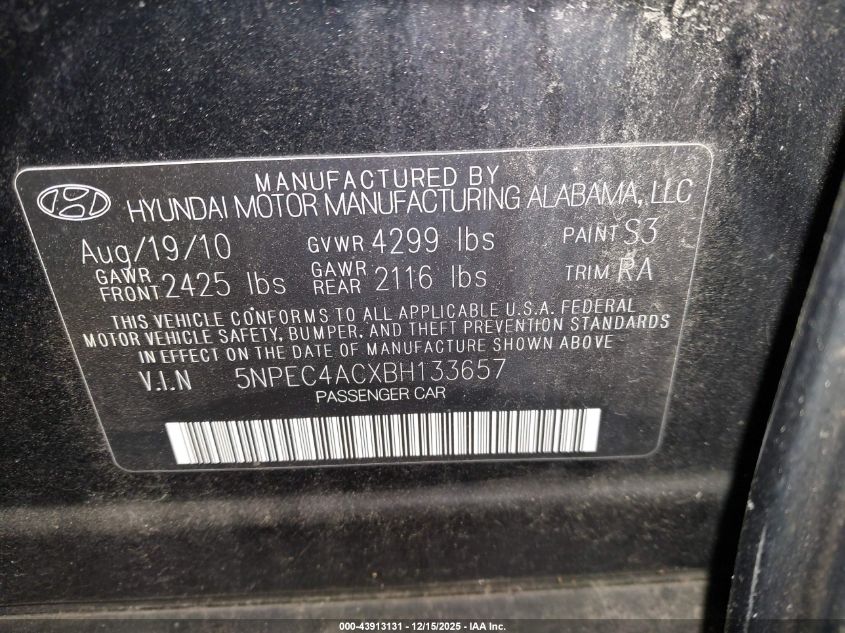 MANUFACTURED BY
HYUNDAI MOTOR MANUFACTURING ALABAMA, LLC
Aug/19/10 GVWR 4299 lbs PAINT S3
GAWR FRONT 2425 lbs GAWR REAR 2116 lbs TRIM RA
THIS VEHICLE CONFORMS TO ALL APPLICABLE U.S.A. FEDERAL
MOTOR VEHICLE SAFETY, BUMPER, AND THEFT PREVENTION STANDARDS
IN EFFECT ON THE DATE OF MANUFACTURE SHOWN ABOVE
V.I.N 5NPEC4ACXBH133657
PASSENGER CAR
000-43913131 - 12/15/2025 - IAA Inc.